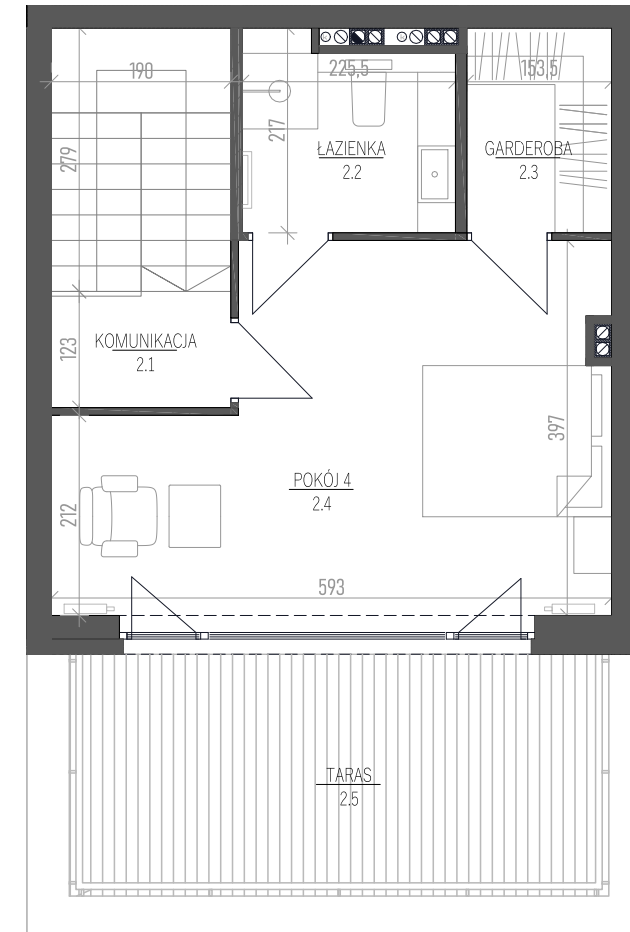 190
225,5
153,5
279
217
ŁAZIENKA
2.2
GARDEROBA
2.3
KOMUNIKACJA
2.1
123
397
POKÓJ 4
2.4
212
593
TARAS
2.5